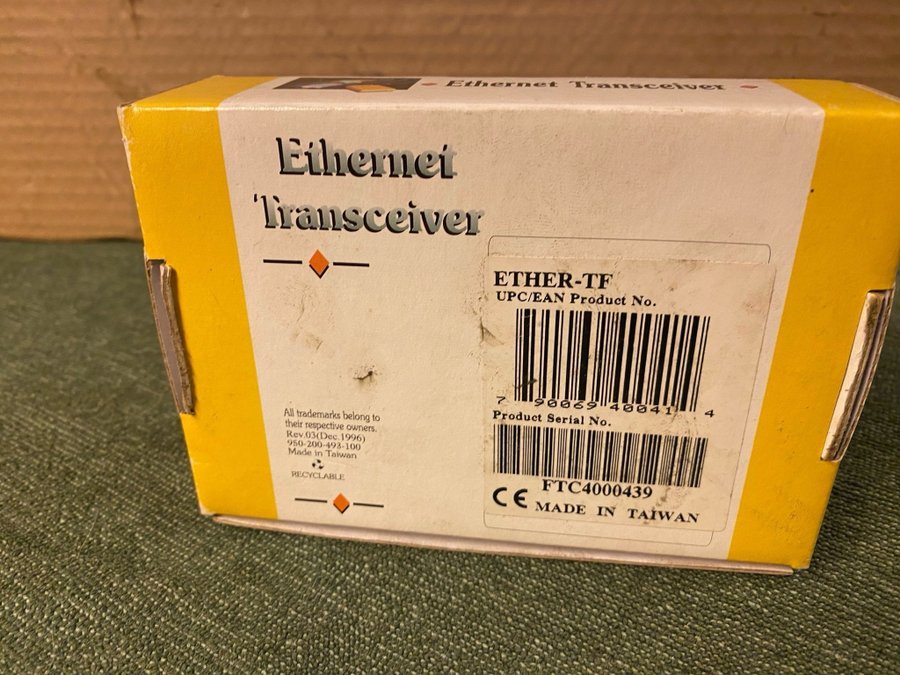 Ethernet Transceiver
Ethernet
Transceiver
ETHER-TF
UPC/EAN Product No.
7 90069 40041 4
Product Serial No.
FTC4000439
CE MADE IN TAIWAN
All trademarks belong to
their respective owners.
Rev.03(Dec.1996)
950-200-493-100
Made in Taiwan
RECYCLABLE